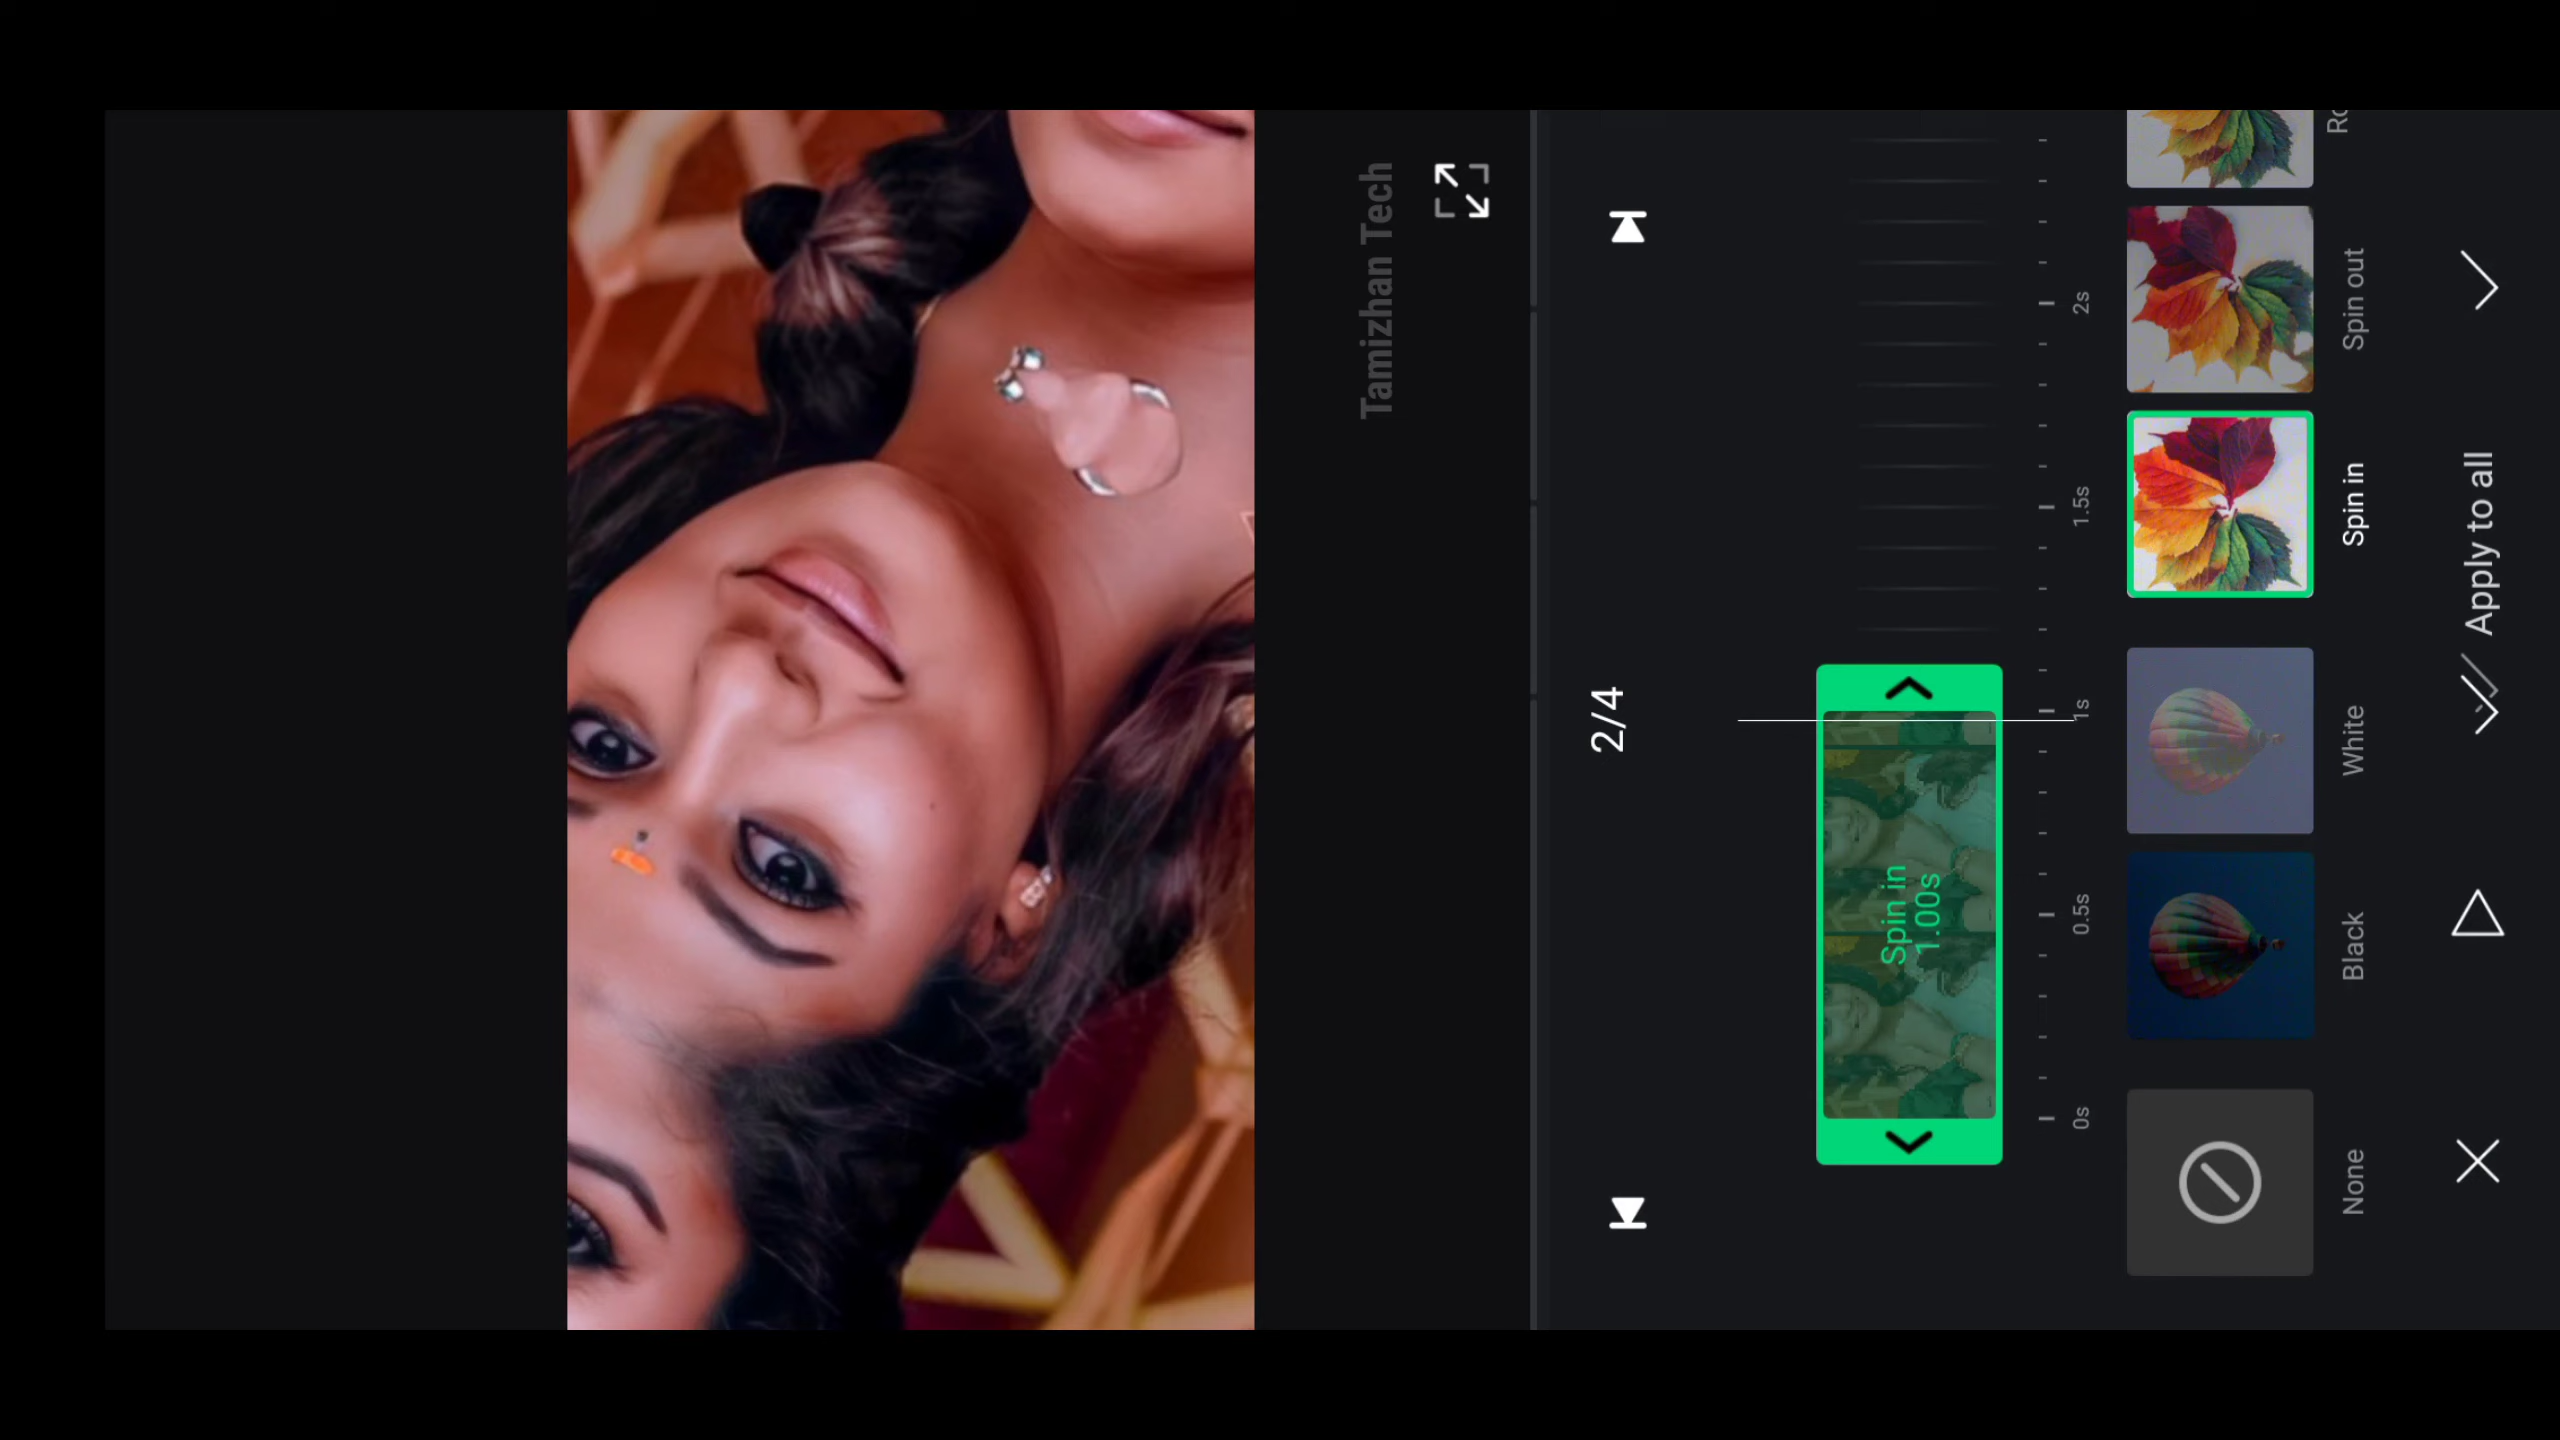 Tamizhan Tech
2/4
Spin in
1.00s
0s
0.5s
1s
1.5s
2s
None
Black
White
Spin in
Spin out
Apply to all